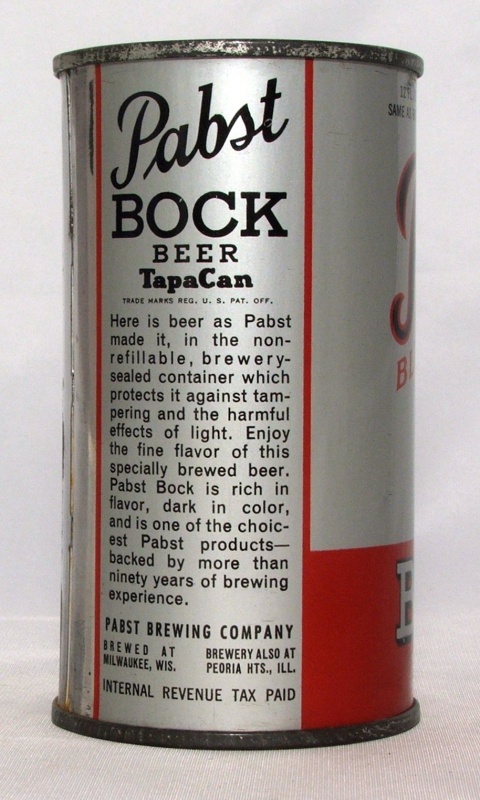 Pabst
BOCK
BEER
TapaCan
TRADE MARKS REG. U. S. PAT. OFF.
Here is beer as Pabst
made it, in the non-
refillable, brewery-
sealed container which
protects it against tam-
pering and the harmful
effects of light. Enjoy
the fine flavor of this
specially brewed beer.
Pabst Bock is rich in
flavor, dark in color,
and is one of the choic-
est Pabst products—
backed by more than
ninety years of brewing
experience.
PABST BREWING COMPANY
BREWED AT
MILWAUKEE, WIS.
BREWERY ALSO AT
PEORIA HTS., ILL.
INTERNAL REVENUE TAX PAID
SAME AS